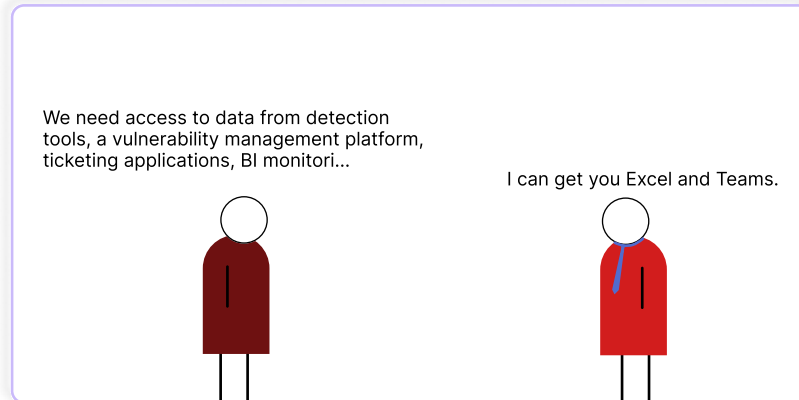 We need access to data from detection
tools, a vulnerability management platform,
ticketing applications, BI monitori...
I can get you Excel and Teams.